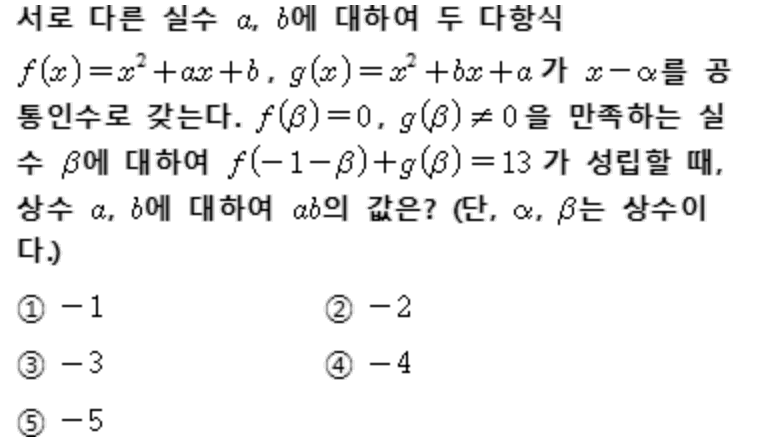 서로 다른 실수 a, b에 대하여 두 다항식
f(x)=x²+ax+b, g(x)=x²+bx+a가 x-α를 공
통인수로 갖는다. f(β)=0, g(β)≠0을 만족하는 실
수 β에 대하여 f(-1-β)+g(β)=13가 성립할 때,
상수 a, b에 대하여 ab의 값은? (단, α, β는 상수이
다.)
① -1 ② -2
③ -3 ④ -4
⑤ -5